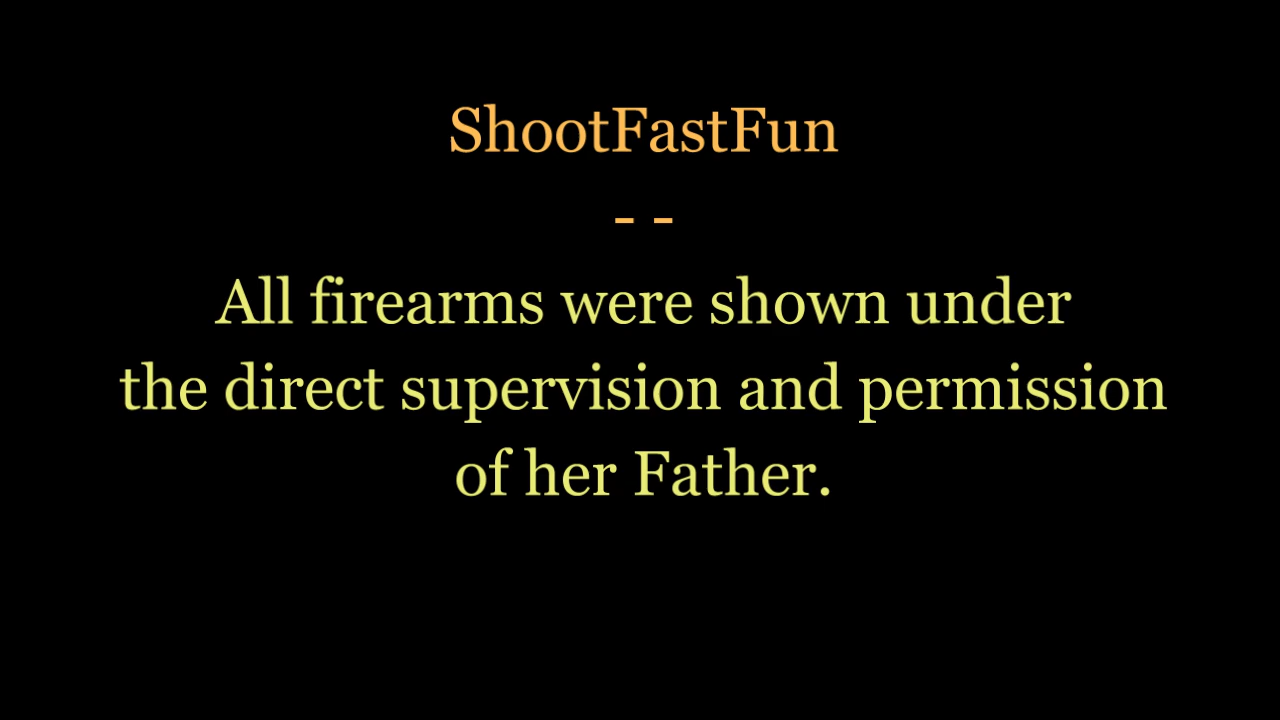 ShootFastFun
- -
All firearms were shown under
the direct supervision and permission
of her Father.